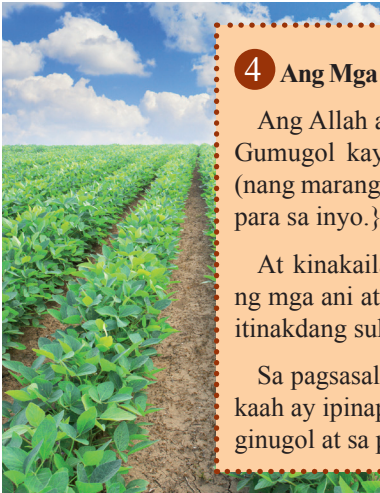 4 Ang Mga
Ang Allah a
Gumugol kay
(nang marang
para sa inyo.}
At kinakail
ng mga ani at
itinakdang sul
Sa pagsasal
kaah ay ipinap
ginugol at sa p